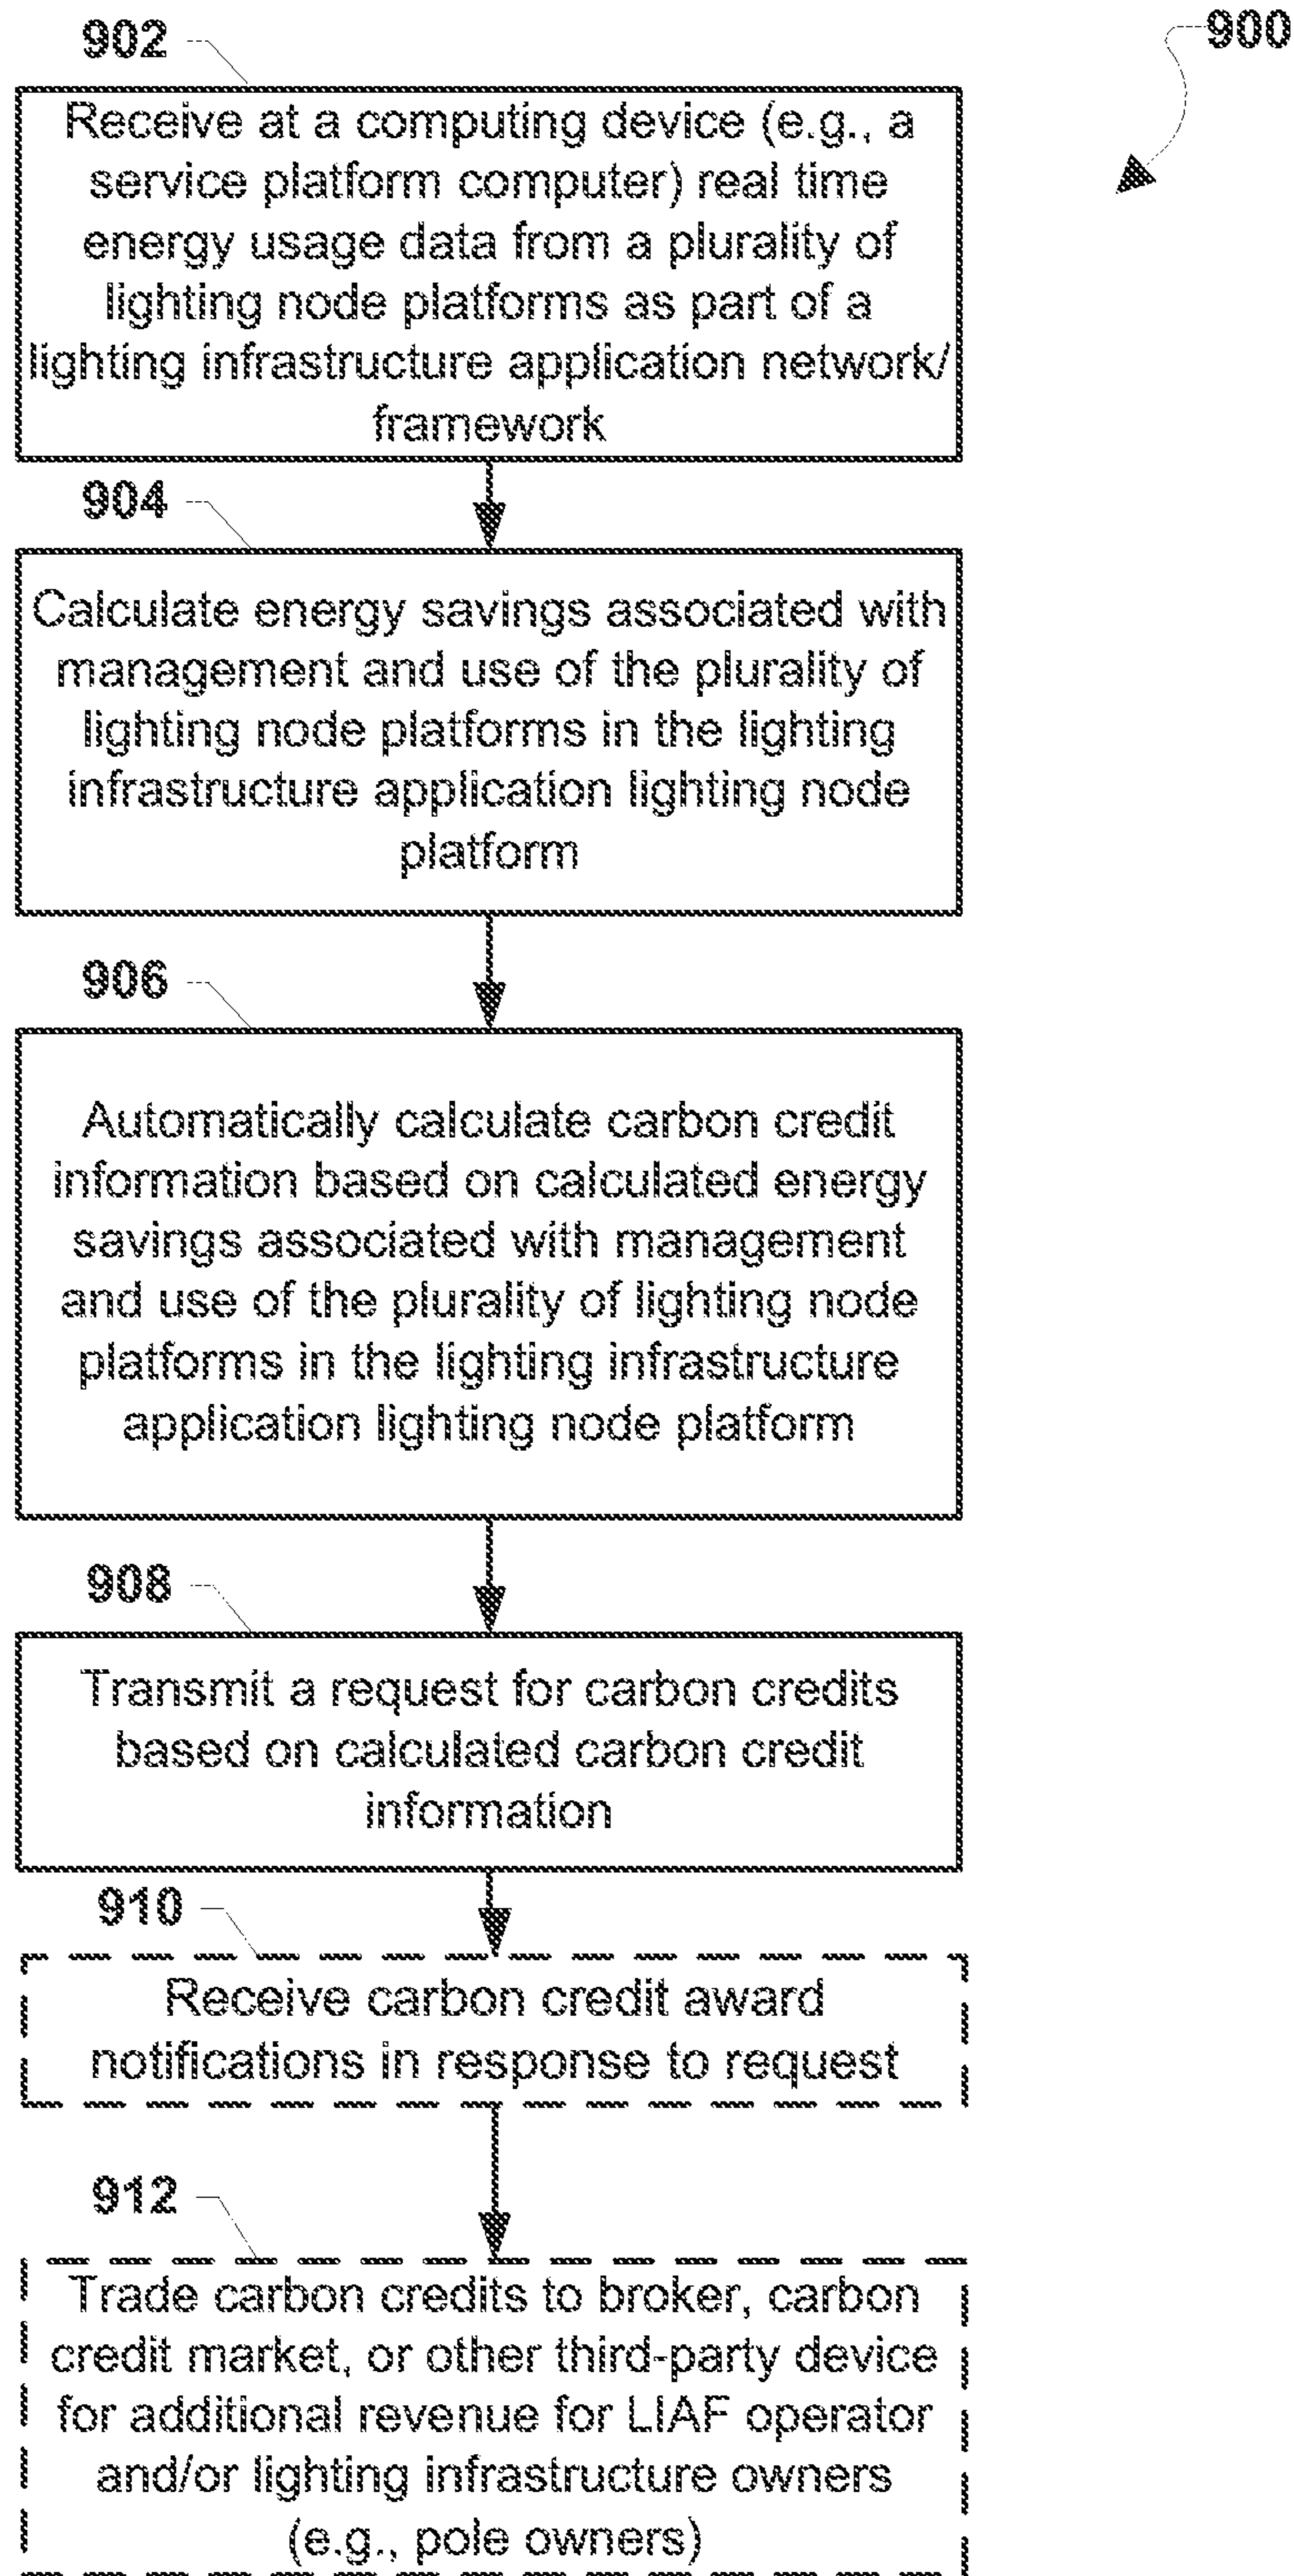 902
900
Receive at a computing device (e.g., a
service platform computer) real time
energy usage data from a plurality of
lighting node platforms as part of a
lighting infrastructure application network/
framework
904
Calculate energy savings associated with
management and use of the plurality of
lighting node platforms in the lighting
infrastructure application lighting node
platform
906
Automatically calculate carbon credit
information based on calculated energy
savings associated with management
and use of the plurality of lighting node
platforms in the lighting infrastructure
application lighting node platform
908
Transmit a request for carbon credits
based on calculated carbon credit
information
910
Receive carbon credit award
notifications in response to request
912
Trade carbon credits to broker, carbon
credit market, or other third-party device
for additional revenue for LIAF operator
and/or lighting infrastructure owners
(e.g., pole owners)